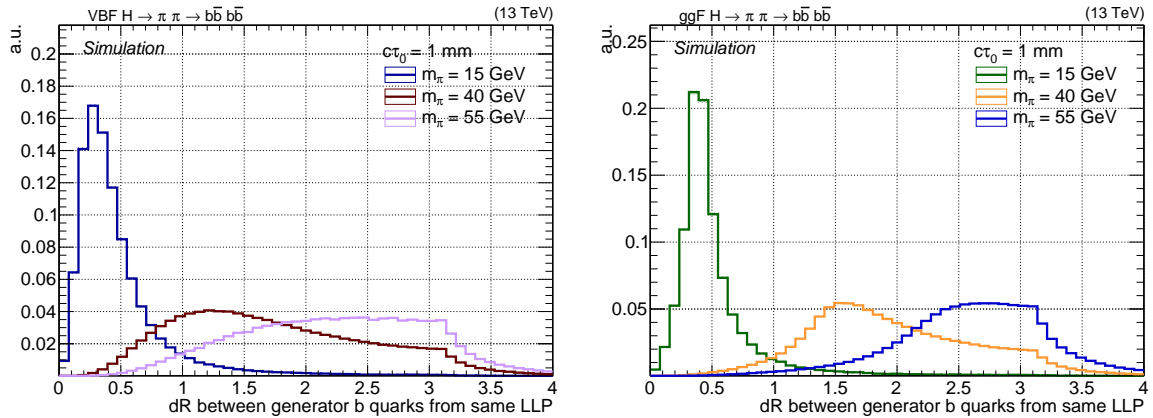 VBF H → π π → bb̄ bb̄ (13 TeV)
a.u.
Simulation
cτ₀ = 1 mm
mπ = 15 GeV
mπ = 40 GeV
mπ = 55 GeV
0.2
0.18
0.16
0.14
0.12
0.1
0.08
0.06
0.04
0.02
0 0.5 1 1.5 2 2.5 3 3.5 4
dR between generator b quarks from same LLP
ggF H → π π → bb̄ bb̄ (13 TeV)
a.u.
Simulation
cτ₀ = 1 mm
mπ = 15 GeV
mπ = 40 GeV
mπ = 55 GeV
0.25
0.2
0.15
0.1
0.05
0 0.5 1 1.5 2 2.5 3 3.5 4
dR between generator b quarks from same LLP